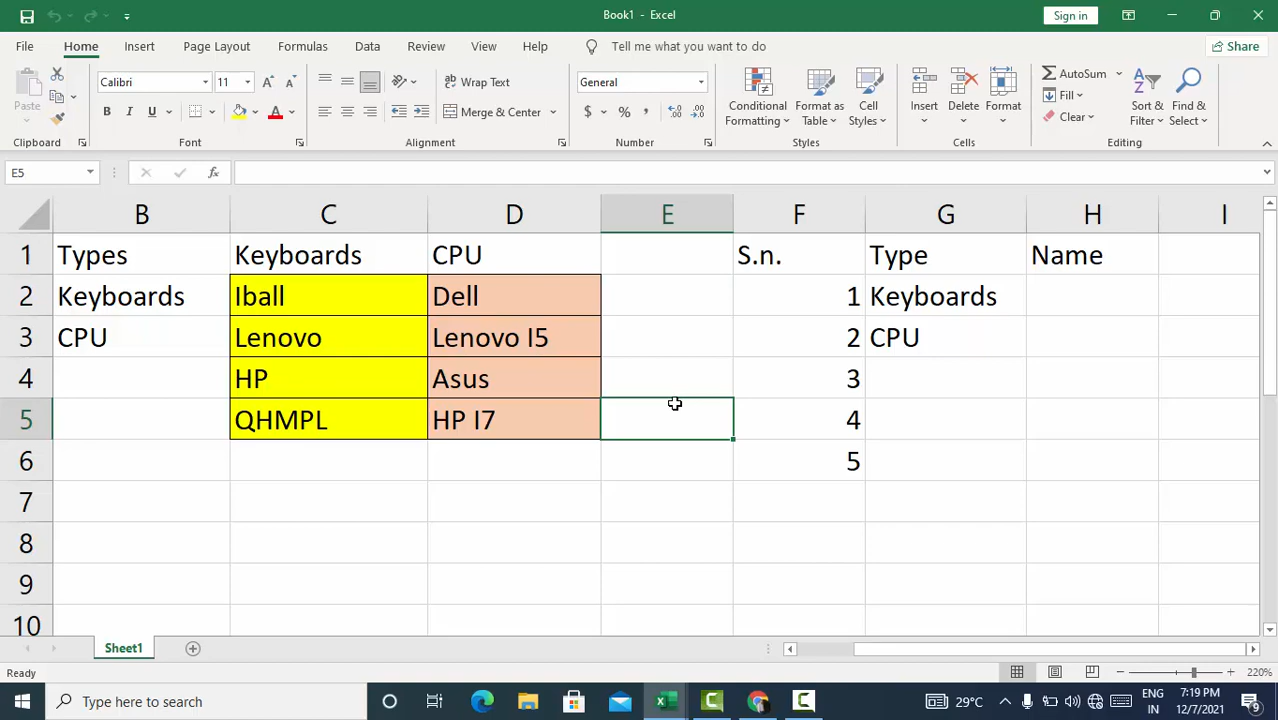 Book1 - Excel
Sign in
File Home Insert Page Layout Formulas Data Review View Help Tell me what you want to do Share
Paste
Calibri 11
B I U A
Wrap Text
Merge & Center
General
$ % ,
Conditional Formatting
Format as Table
Cell Styles
Insert Delete Format
AutoSum
Fill
Clear
Sort & Filter
Find & Select
Clipboard Font Alignment Number Styles Cells Editing
E5 fx
B C D E F G H I
1 Types Keyboards CPU S.n. Type Name
2 Keyboards Iball Dell 1 Keyboards
3 CPU Lenovo Lenovo I5 2 CPU
4 HP Asus 3
5 QHMPL HP I7 4
6 5
7
8
9
10
Sheet1
Ready 220%
Type here to search
29°C
ENG
IN
7:19 PM
12/7/2021
9